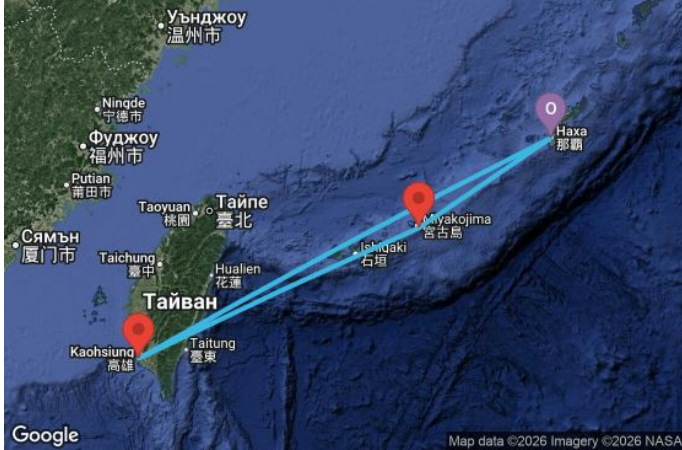 Уънджоу
温州市
Ningde
宁德市
Фуджоу
福州市
Putian
莆田市
Сямън
厦门市
Taoyuan
桃園
Тайпе
臺北
Taichung
臺中
Hualien
花蓮
Тайван
Kaohsiung
高雄
Taitung
臺東
O
Наха
那覇
Miyakojima
宮古島
Ishigaki
石垣
Google
Map data ©2026 Imagery ©2026 NASA